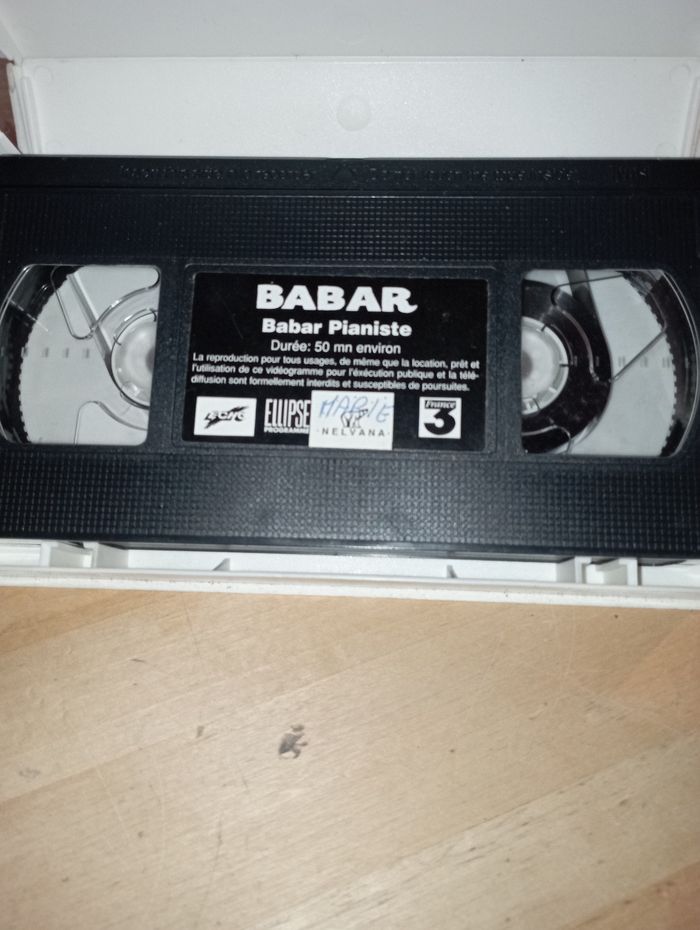 BABAR
Babar Pianiste
Durée: 50 mn environ
La reproduction pour tous usages, de même que la location, prêt et
l'utilisation de ce vidéogramme pour l'éxécution publique et la télé-
diffusion sont formellement interdits et susceptibles de poursuites.
ELLIPSE
PROGRAMME
MARIE
NELVANA
France
3